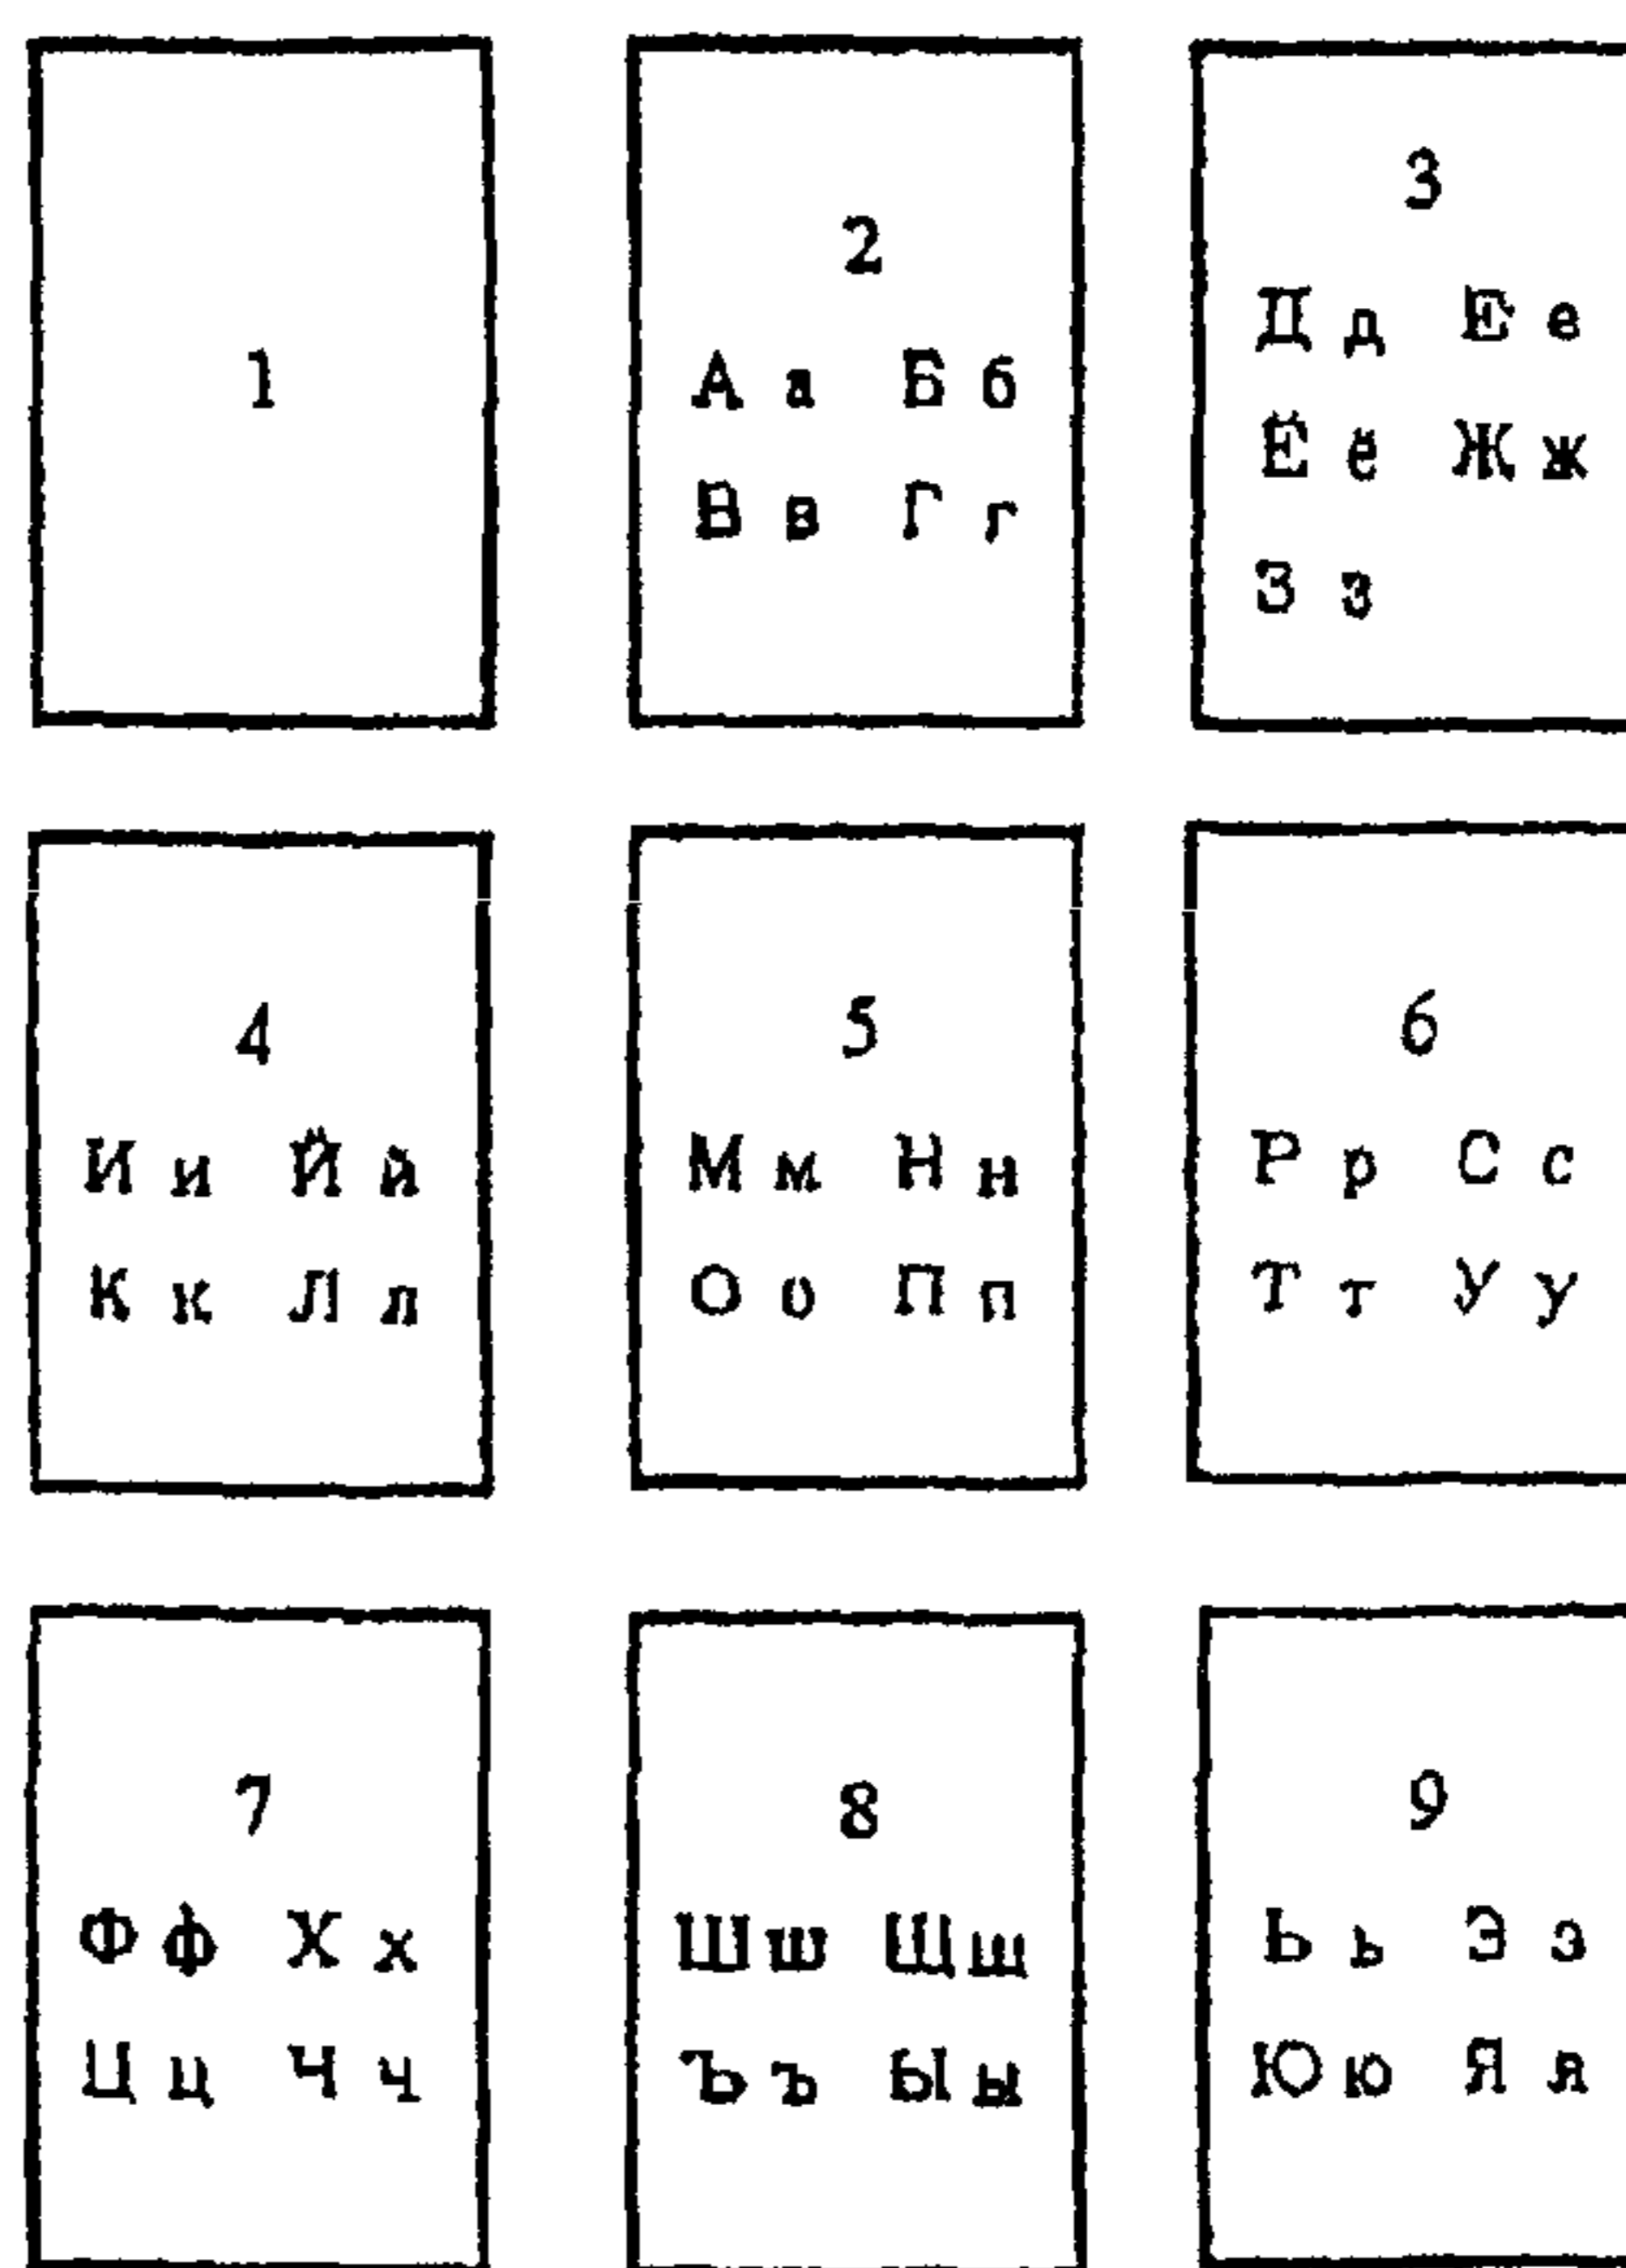 1
2
А а Б б
В в Г г
3
Д д Е е
Ё ё Ж ж
З з
4
И и Й й
К к Л л
5
М м Н н
О о П п
6
Р р С с
Т т У у
7
Ф ф Х х
Ц ц Ч ч
8
Ш ш Щ щ
Ъ ъ Ы ы
9
Ь ь Э э
Ю ю Я я